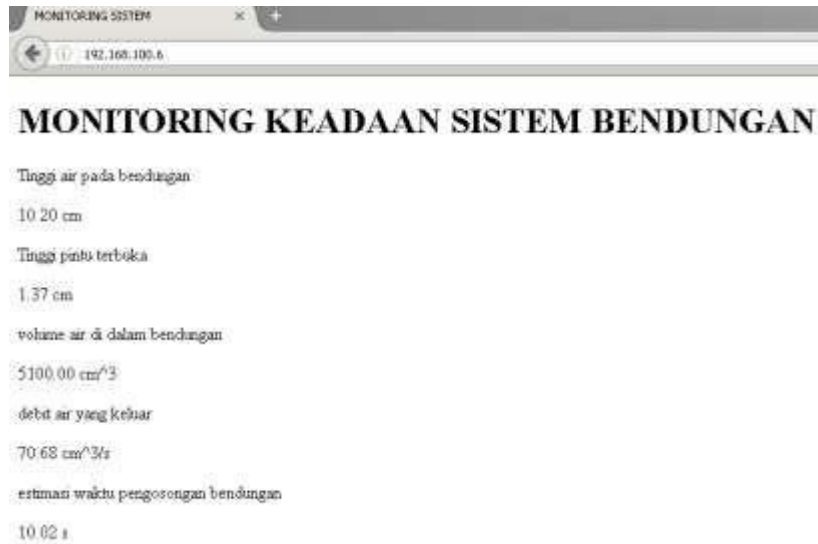 MONITORING SISTEM
192.168.100.6
MONITORING KEADAAN SISTEM BENDUNGAN
Tinggi air pada bendungan
10.20 cm
Tinggi pintu terbuka
1.37 cm
volume air di dalam bendungan
5100.00 cm^3
debit air yang keluar
70.68 cm^3/s
estimasi waktu pengosongan bendungan
10.02 s